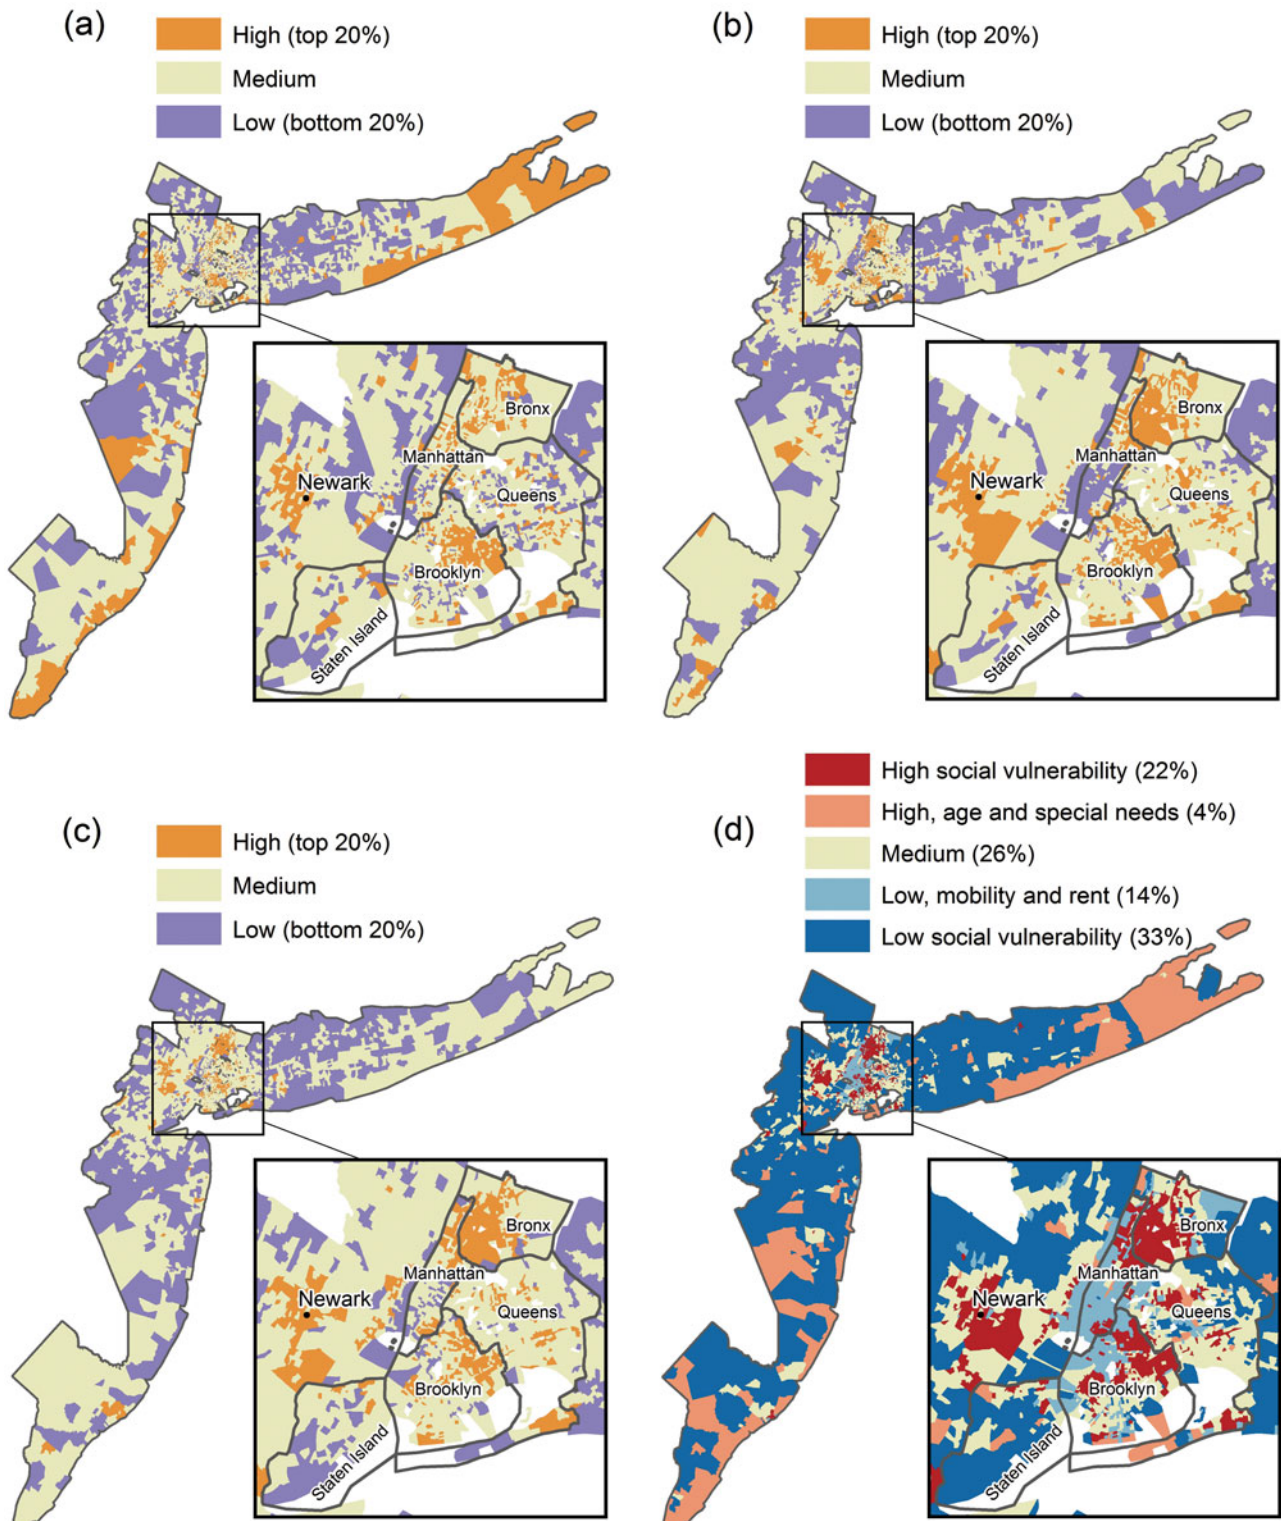 (a)
High (top 20%)
Medium
Low (bottom 20%)
Bronx
Manhattan
Newark
Queens
Brooklyn
Staten Island
(b)
High (top 20%)
Medium
Low (bottom 20%)
Bronx
Manhattan
Newark
Queens
Brooklyn
Staten Island
(c)
High (top 20%)
Medium
Low (bottom 20%)
Bronx
Manhattan
Newark
Queens
Brooklyn
Staten Island
(d)
High social vulnerability (22%)
High, age and special needs (4%)
Medium (26%)
Low, mobility and rent (14%)
Low social vulnerability (33%)
Bronx
Manhattan
Newark
Queens
Brooklyn
Staten Island